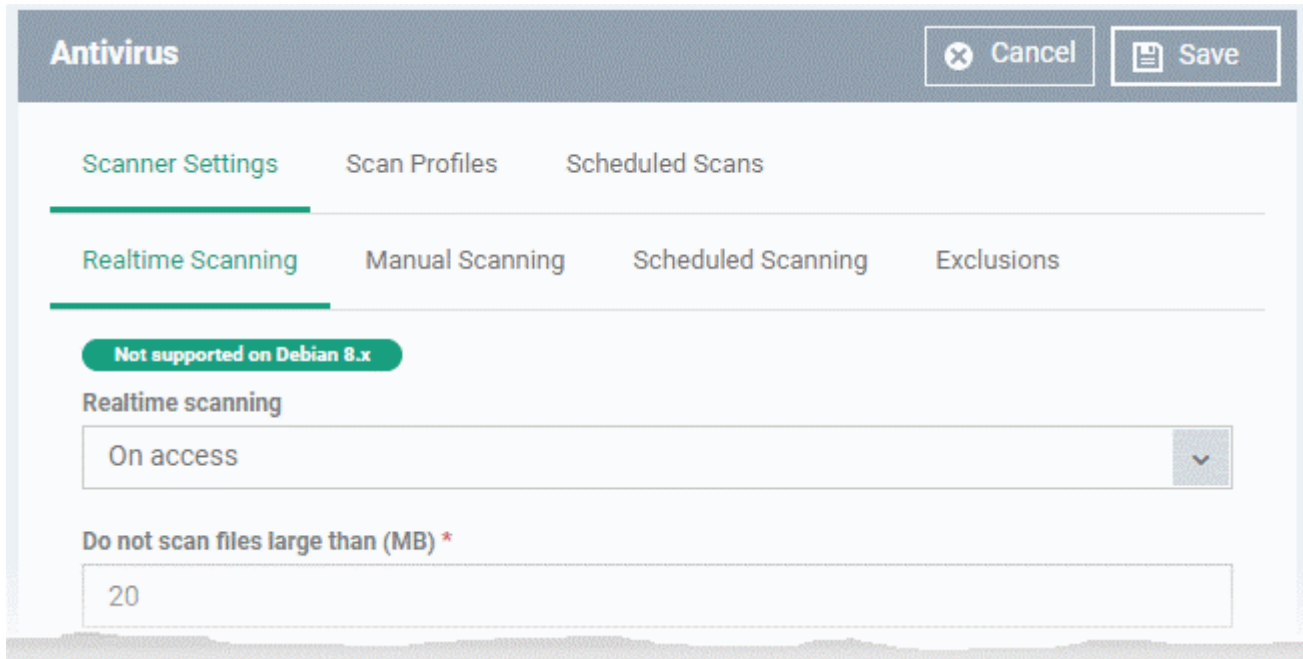 Antivirus
Cancel
Save
Scanner Settings Scan Profiles Scheduled Scans
Realtime Scanning Manual Scanning Scheduled Scanning Exclusions
Not supported on Debian 8.x
Realtime scanning
On access
Do not scan files large than (MB) *
20